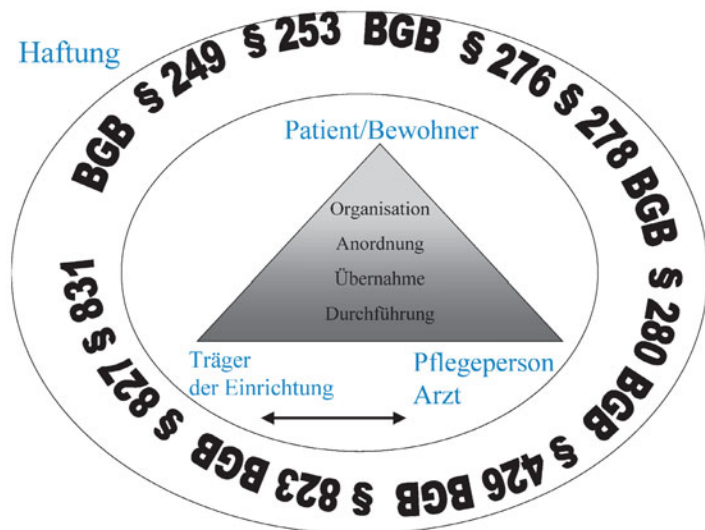 Haftung
BGB § 249 § 253 BGB § 276 § 278 BGB § 280 BGB § 426 BGB § 823 BGB § 827 § 831
Patient/Bewohner
Organisation
Anordnung
Übernahme
Durchführung
Träger
der Einrichtung
Pflegeperson
Arzt